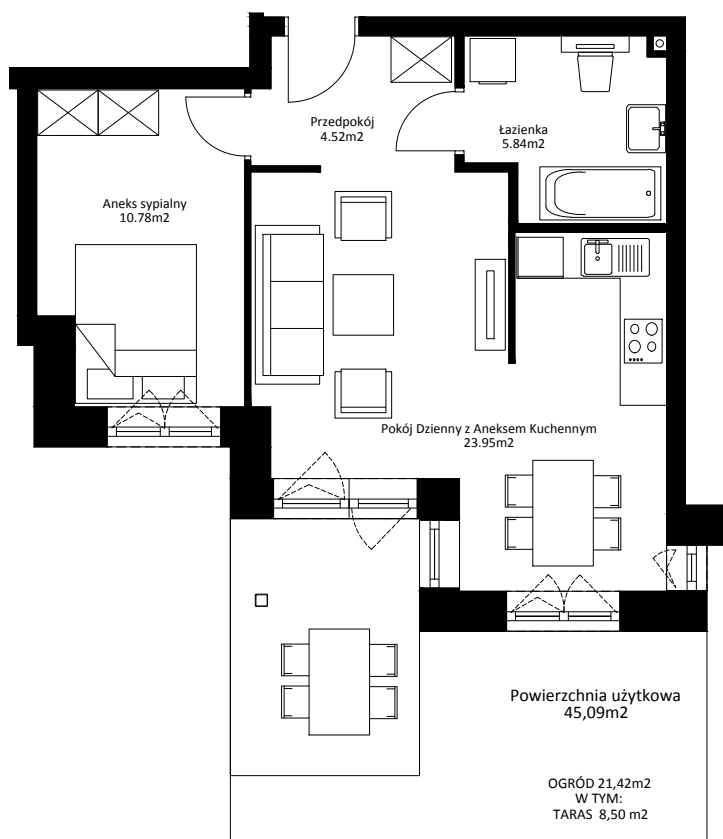 Przedpokój
4.52m2
Łazienka
5.84m2
Aneks sypialny
10.78m2
Pokój Dzienny z Aneksem Kuchennym
23.95m2
Powierzchnia użytkowa
45,09m2
OGRÓD 21,42m2
W TYM:
TARAS 8,50 m2